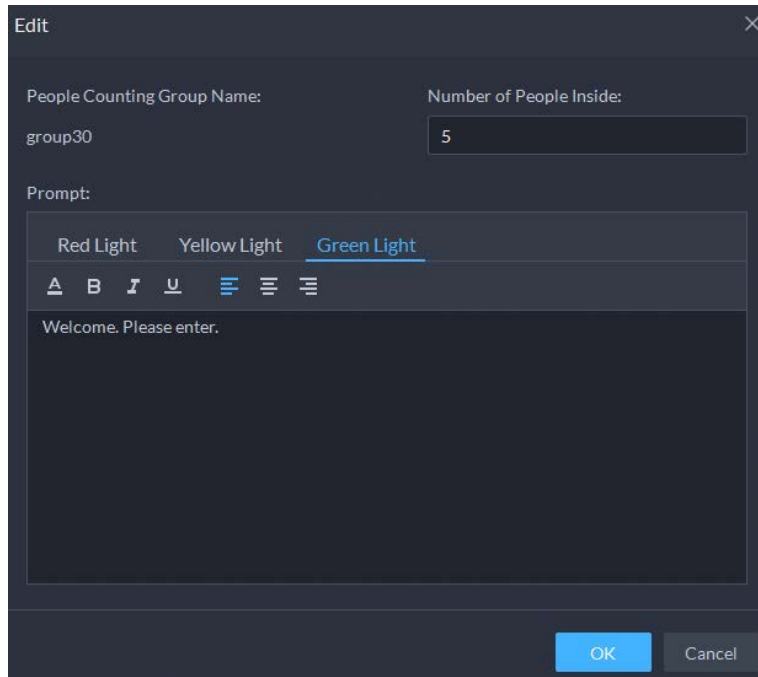 Edit
People Counting Group Name:
Number of People Inside:
group30
5
Prompt:
Red Light
Yellow Light
Green Light
A B I U
Welcome. Please enter.
OK
Cancel